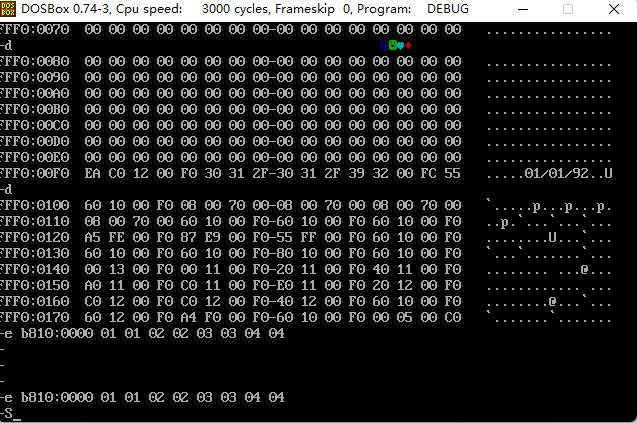 DOSBox 0.74-3, Cpu speed: 3000 cycles, Frameskip 0, Program: DEBUG
FFF0:0070 00 00 00 00 00 00 00 00-00 00 00 00 00 00 00 00 ................
-d ☻♥♦
FFF0:0080 00 00 00 00 00 00 00 00-00 00 00 00 00 00 00 00 ................
FFF0:0090 00 00 00 00 00 00 00 00-00 00 00 00 00 00 00 00 ................
FFF0:00A0 00 00 00 00 00 00 00 00-00 00 00 00 00 00 00 00 ................
FFF0:00B0 00 00 00 00 00 00 00 00-00 00 00 00 00 00 00 00 ................
FFF0:00C0 00 00 00 00 00 00 00 00-00 00 00 00 00 00 00 00 ................
FFF0:00D0 00 00 00 00 00 00 00 00-00 00 00 00 00 00 00 00 ................
FFF0:00E0 00 00 00 00 00 00 00 00-00 00 00 00 00 00 00 00 ................
FFF0:00F0 EA C0 12 00 F0 30 31 2F-30 31 2F 39 32 00 FC 55 .....01/01/92..U
-d
FFF0:0100 60 10 00 F0 08 00 70 00-08 00 70 00 08 00 70 00 `.....p...p...p.
FFF0:0110 08 00 70 00 60 10 00 F0-60 10 00 F0 60 10 00 F0 ..p.`...`...`...
FFF0:0120 A5 FE 00 F0 87 E9 00 F0-55 FF 00 F0 60 10 00 F0 ........U...`...
FFF0:0130 60 10 00 F0 60 10 00 F0-80 10 00 F0 60 10 00 F0 `...`.......`...
FFF0:0140 00 13 00 F0 00 11 00 F0-20 11 00 F0 40 11 00 F0 ........ ...@...
FFF0:0150 A0 11 00 F0 C0 11 00 F0-E0 11 00 F0 20 12 00 F0 ............ ...
FFF0:0160 C0 12 00 F0 C0 12 00 F0-40 12 00 F0 60 10 00 F0 ........@...`...
FFF0:0170 60 12 00 F0 A4 F0 00 F0-60 10 00 F0 00 05 00 C0 `.......`.......
-e b810:0000 01 01 02 02 03 03 04 04
-
-
-
-e b810:0000 01 01 02 02 03 03 04 04
-S_